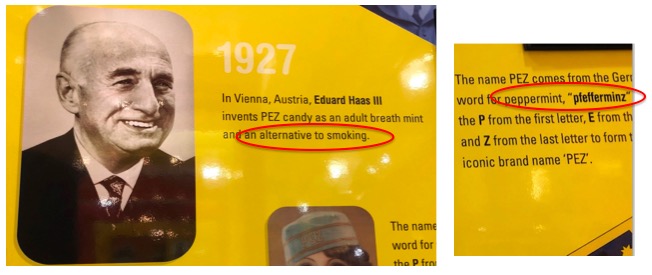 1927
In Vienna, Austria, Eduard Haas III
invents PEZ candy as an adult breath mint
and an alternative to smoking.
The name
word for
the P from
The name PEZ comes from the Ger
word for peppermint, "pfefferminz"
the P from the first letter, E from th
and Z from the last letter to form t
iconic brand name 'PEZ'.